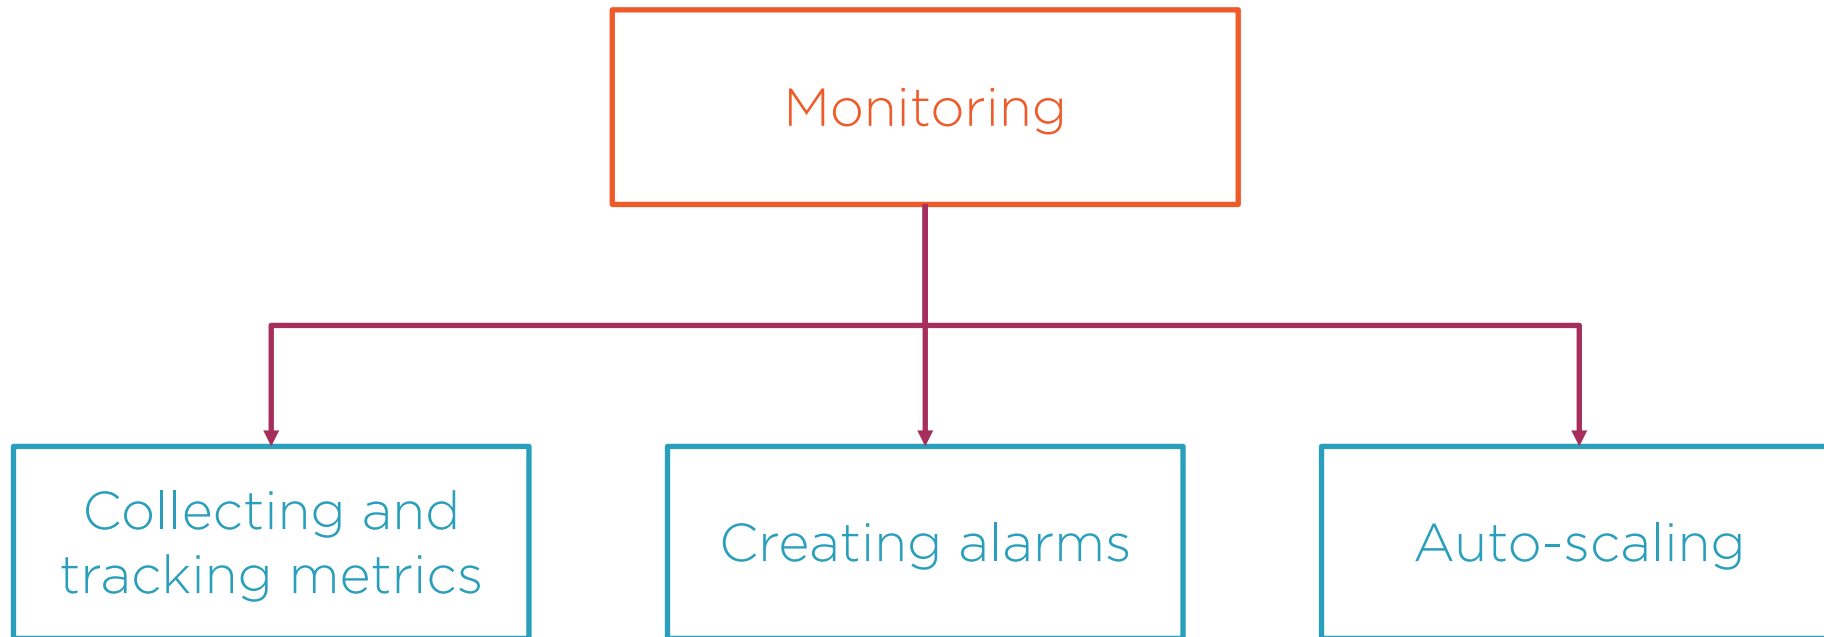 Monitoring
Collecting and
tracking metrics
Creating alarms
Auto-scaling